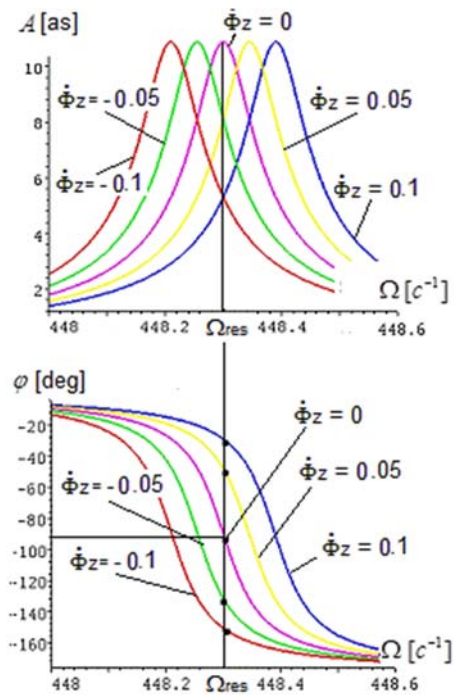 A [as]
Φ̇z = 0
10
Φ̇z= -0.05
Φ̇z = 0.05
8
Φ̇z= -0.1
6
Φ̇z = 0.1
4
2
Ω [c⁻¹]
448 448.2 Ωres 448.4 448.6
φ [deg]
-20
Φ̇z = 0
-40
-60
Φ̇z= -0.05
Φ̇z = 0.05
-80
-100
Φ̇z= -0.1
Φ̇z = 0.1
-120
-140
-160
Ω [c⁻¹]
448 448.2 Ωres 448.4 448.6